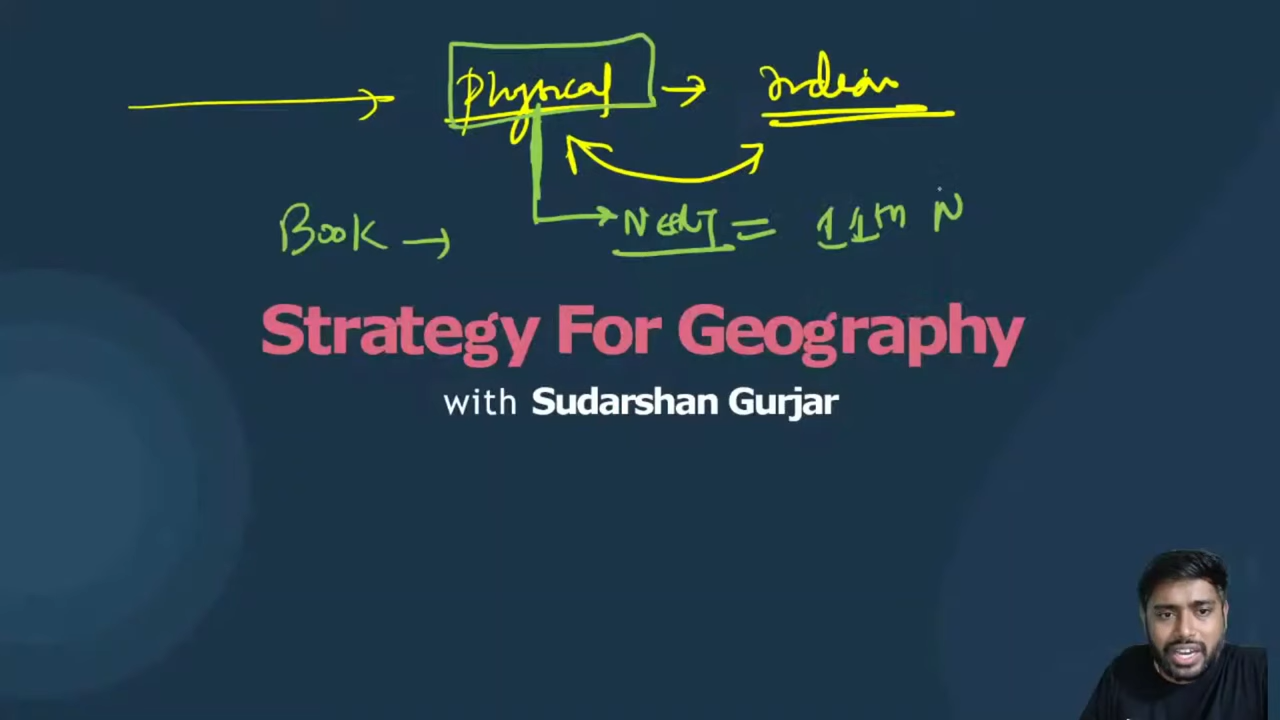 Physical → Indian
Book → NCERT = 11th N
Strategy For Geography
with Sudarshan Gurjar